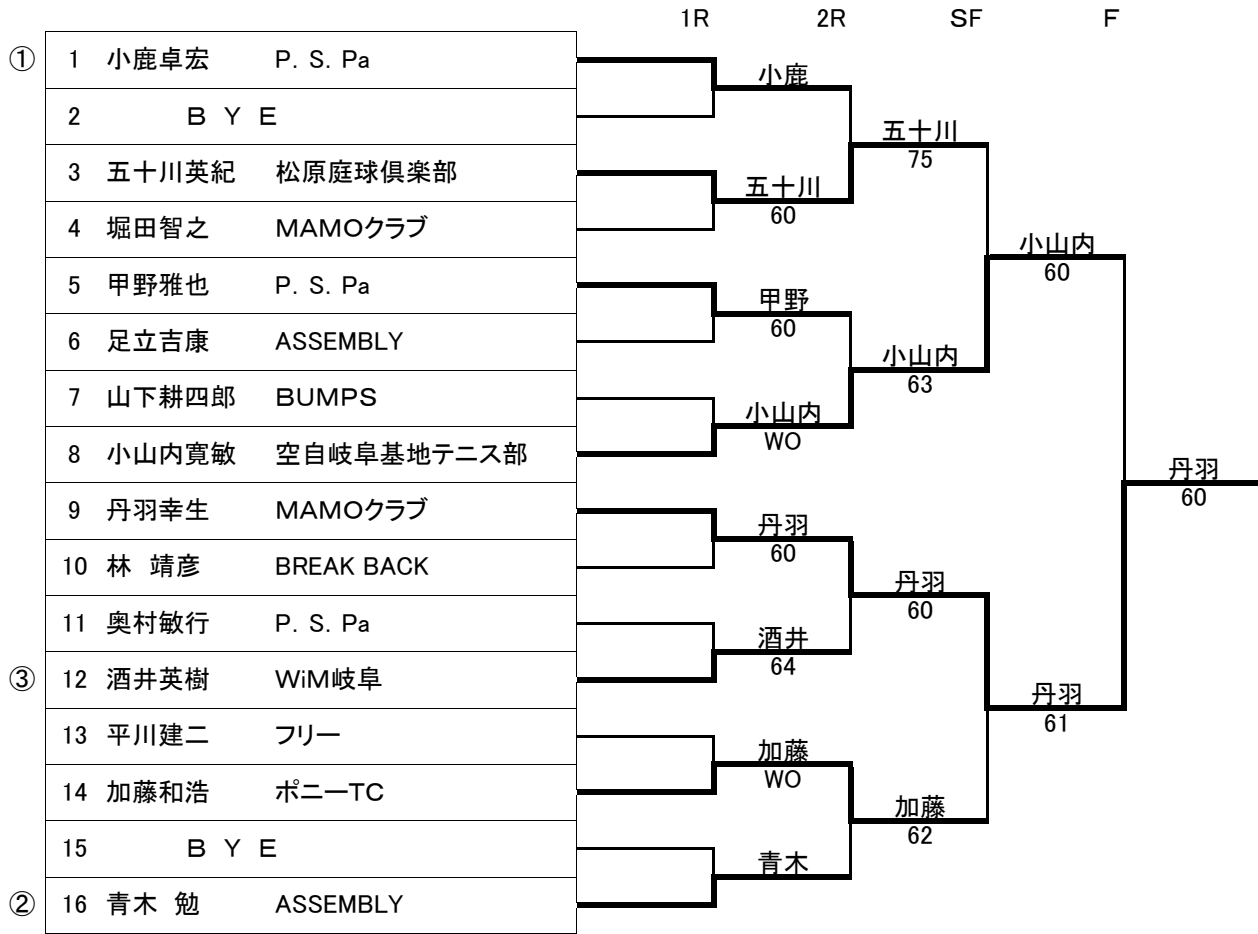 1R 2R SF F
① 1 小鹿卓宏 P. S. Pa
小鹿
2 BYE
五十川
75
3 五十川英紀 松原庭球倶楽部
五十川
60
4 堀田智之 MAMOクラブ
小山内
60
5 甲野雅也 P. S. Pa
甲野
60
6 足立吉康 ASSEMBLY
小山内
63
7 山下耕四郎 BUMPS
小山内
WO
8 小山内寛敏 空自岐阜基地テニス部
丹羽
60
9 丹羽幸生 MAMOクラブ
丹羽
60
10 林 靖彦 BREAK BACK
丹羽
60
11 奥村敏行 P. S. Pa
酒井
64
③ 12 酒井英樹 WiM岐阜
丹羽
61
13 平川建二 フリー
加藤
WO
14 加藤和浩 ポニーTC
加藤
62
15 BYE
青木
② 16 青木 勉 ASSEMBLY